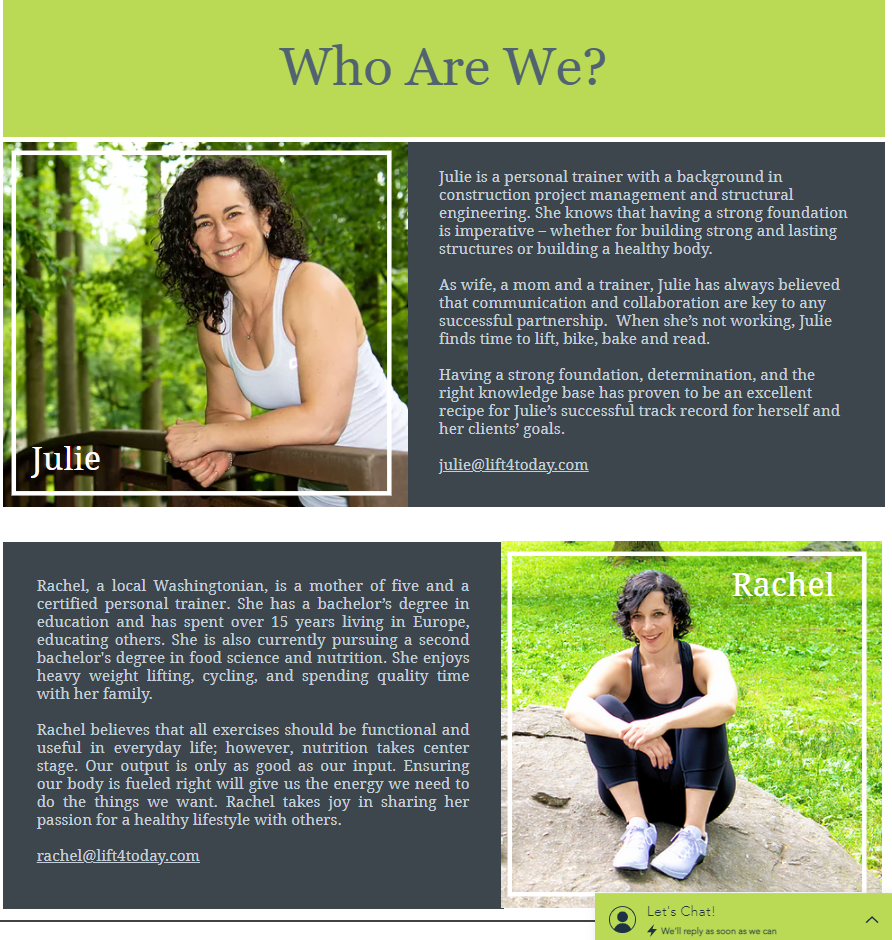 Who Are We?
Julie is a personal trainer with a background in
construction project management and structural
engineering. She knows that having a strong foundation
is imperative – whether for building strong and lasting
structures or building a healthy body.
As wife, a mom and a trainer, Julie has always believed
that communication and collaboration are key to any
successful partnership.  When she’s not working, Julie
finds time to lift, bike, bake and read.
Having a strong foundation, determination, and the
right knowledge base has proven to be an excellent
recipe for Julie’s successful track record for herself and
her clients’ goals.
julie@lift4today.com
Julie
Rachel, a local Washingtonian, is a mother of five and a
certified personal trainer. She has a bachelor’s degree in
education and has spent over 15 years living in Europe,
educating others. She is also currently pursuing a second
bachelor's degree in food science and nutrition. She enjoys
heavy weight lifting, cycling, and spending quality time
with her family.
Rachel believes that all exercises should be functional and
useful in everyday life; however, nutrition takes center
stage. Our output is only as good as our input. Ensuring
our body is fueled right will give us the energy we need to
do the things we want. Rachel takes joy in sharing her
passion for a healthy lifestyle with others.
rachel@lift4today.com
Rachel
Let's Chat!
We'll reply as soon as we can